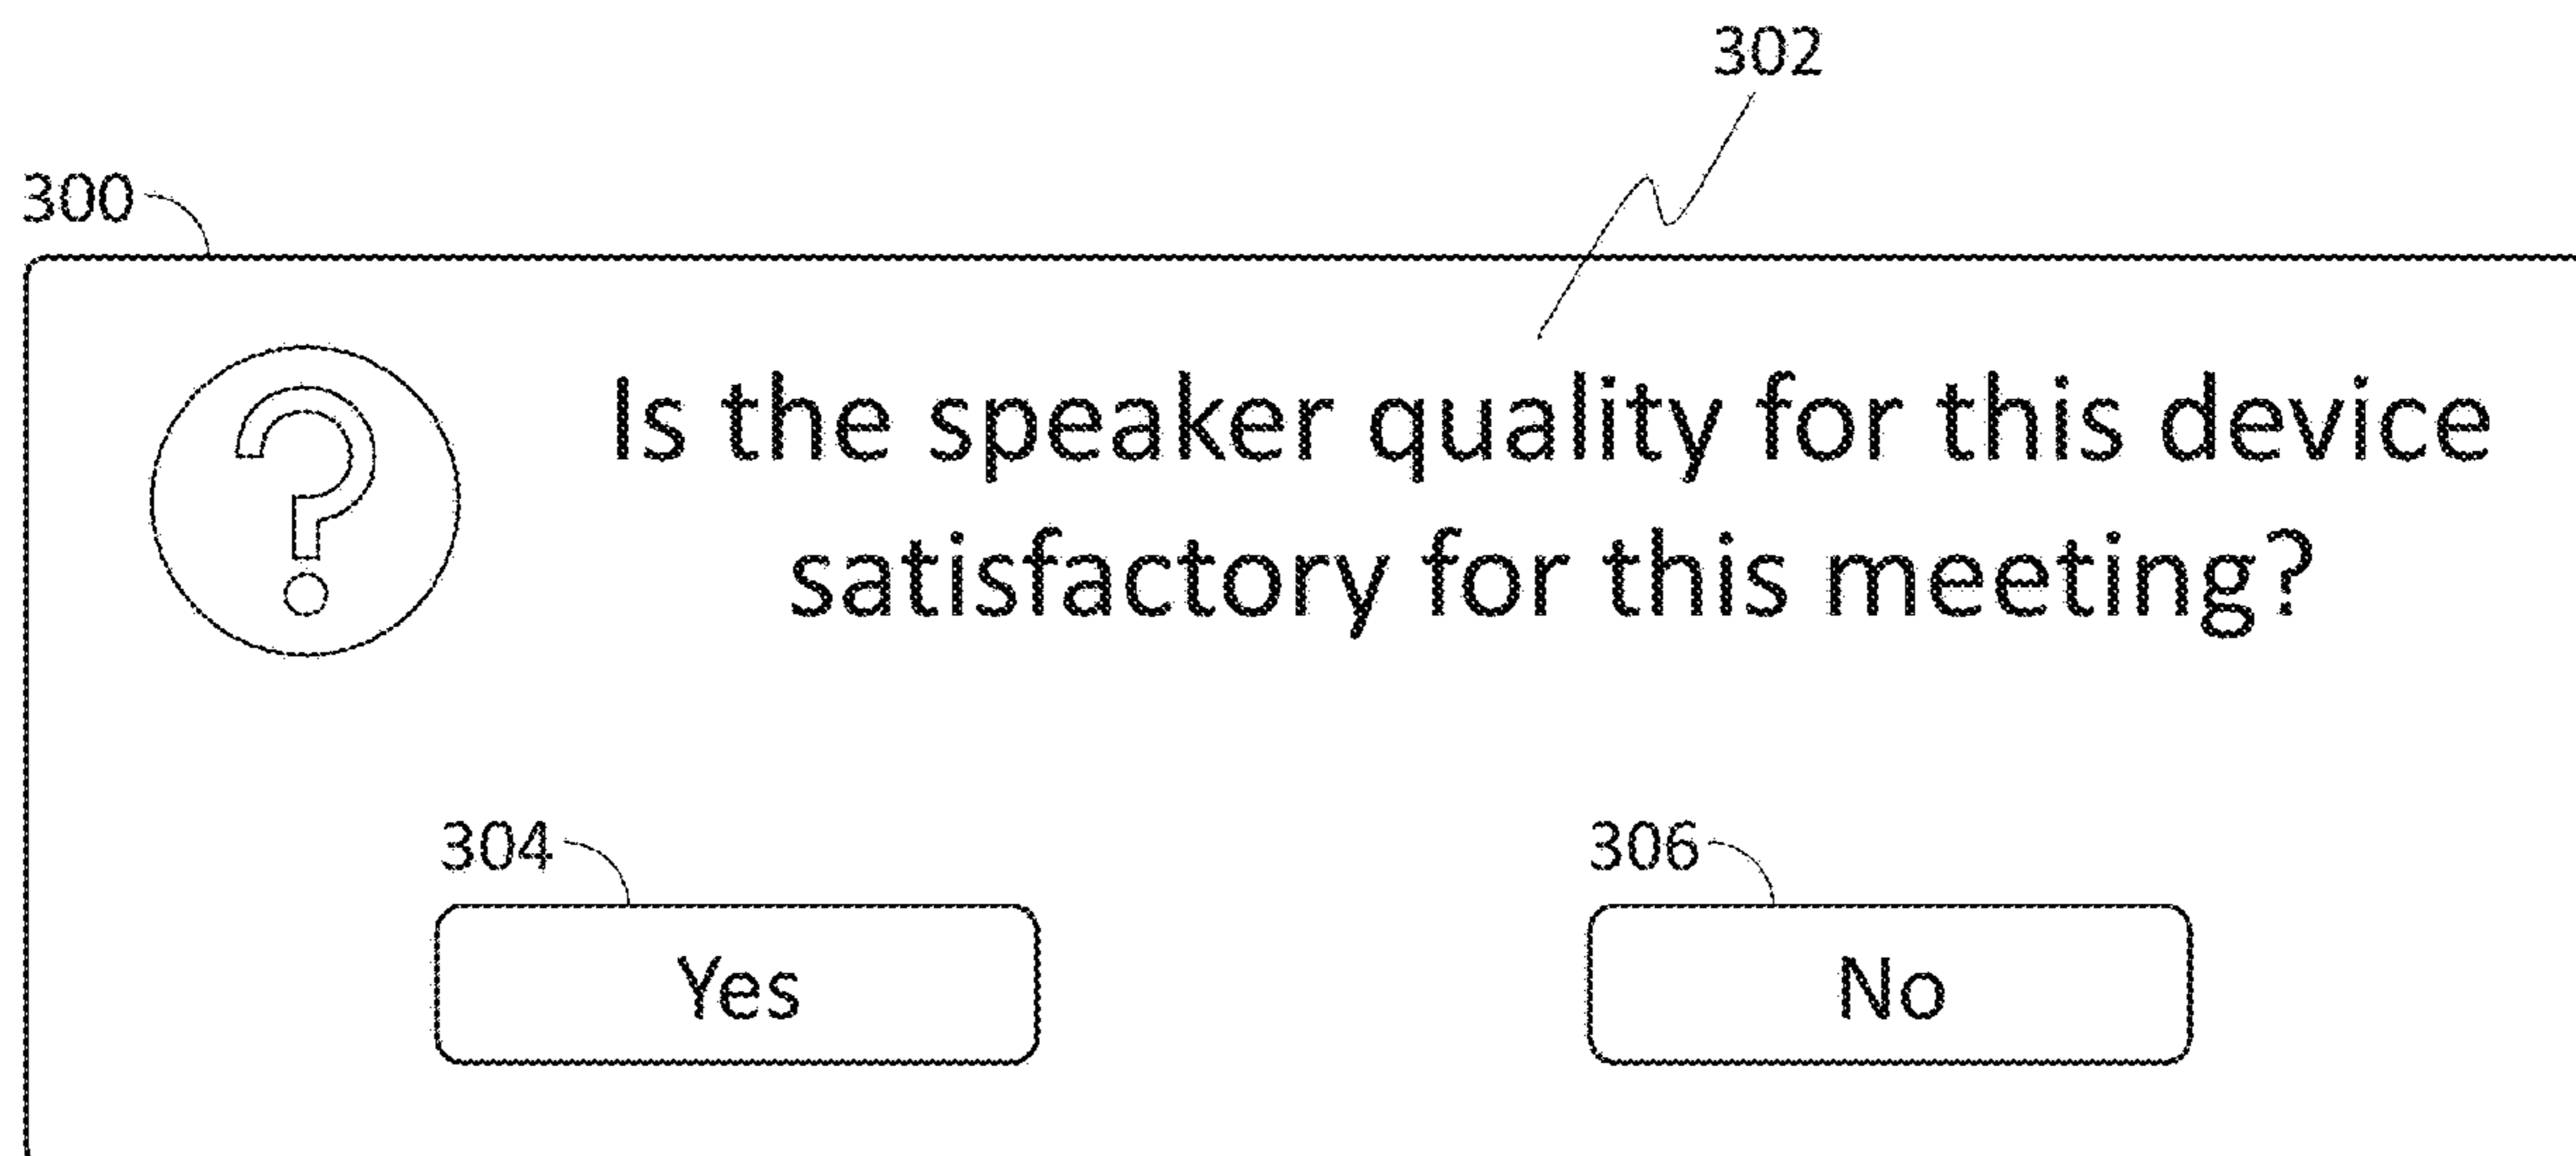 302
300
Is the speaker quality for this device
satisfactory for this meeting?
304
306
Yes
No